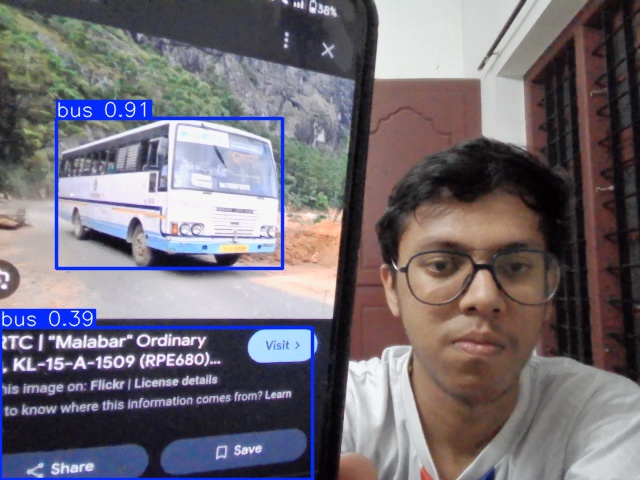 38%
bus 0.91
bus 0.39
RTC | "Malabar" Ordinary
, KL-15-A-1509 (RPE680)...
Visit >
his image on: Flickr | License details
to know where this information comes from? Learn
Share
Save